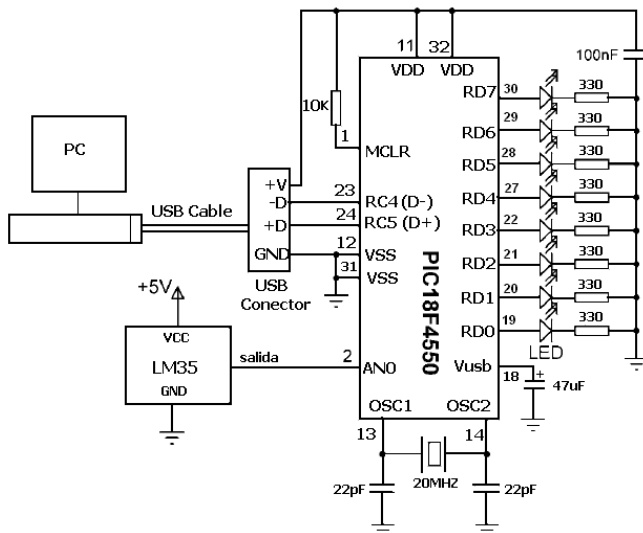 11
32
VDD
VDD
100nF
10K
1
MCLR
PC
USB Cable
+V
-D
+D
GND
USB
Conector
23
24
12
31
RC4 (D-)
RC5 (D+)
VSS
VSS
PIC18F4550
RD7
30
330
RD6
29
330
RD5
28
330
RD4
27
330
RD3
22
330
RD2
21
330
RD1
20
330
RD0
19
330
LED
+5V
VCC
LM35
GND
salida
2
AN0
Vusb
18
+
47uF
OSC1
OSC2
13
14
22pF
20MHZ
22pF